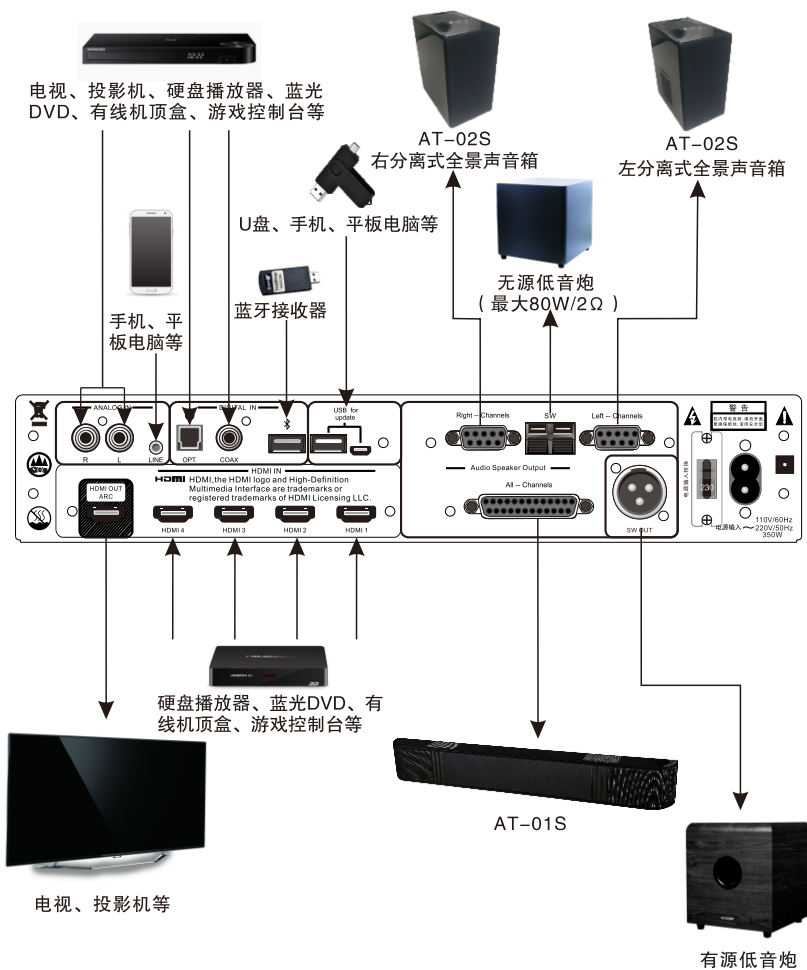 SAMSUNG
02:22
电视、投影机、硬盘播放器、蓝光
DVD、有线机顶盒、游戏控制台等
AT-02S
右分离式全景声音箱
AT-02S
左分离式全景声音箱
U盘、手机、平板电脑等
无源低音炮
（最大80W/2Ω）
手机、平
板电脑等
蓝牙接收器
ANALOG IN
DIGITAL IN
USB for
update
Right -- Channels
SW
Left -- Channels
警 告
R
L
LINE
OPT.
COAX
Audio Speaker Output
HDMI IN
HDMI
HDMI,the HDMI logo and High-Definition
Multimedia Interface are trademarks or
registered trademarks of HDMI Licensing LLC.
HDMI OUT
ARC
All -- Channels
230
HDMI 4
HDMI 3
HDMI 2
HDMI 1
SW OUT
电源输入～
110V/60Hz
220V/50Hz
350W
硬盘播放器、蓝光DVD、有
线机顶盒、游戏控制台等
AT-01S
电视、投影机等
有源低音炮